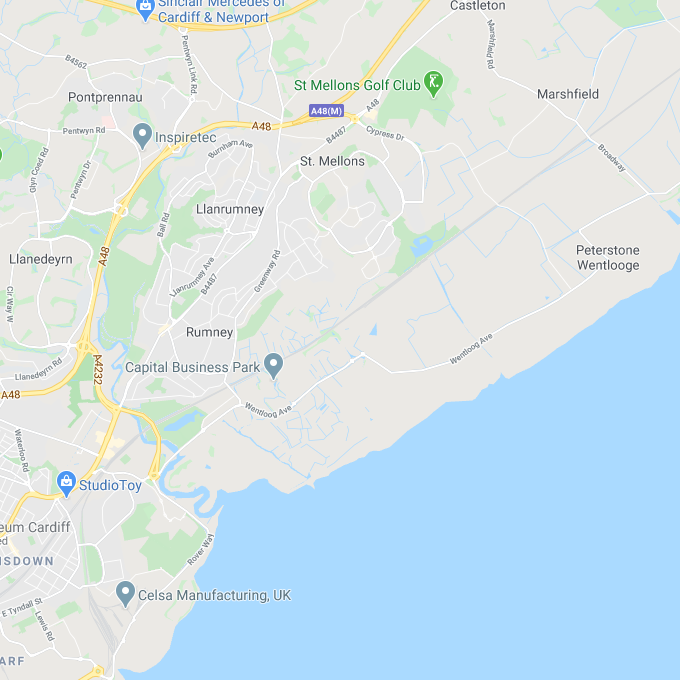 Sinclair Mercedes of
Cardiff & Newport
Castleton
Marshfield Rd
Pentwyn Link Rd
B4562
St Mellons Golf Club
Pontprennau
Marshfield
A48(M)
A48
A48
Pentwyn Rd
Inspiretec
B4487
Cypress Dr
Burnham Ave
St. Mellons
Broadway
Glyn Coed Rd
Pentwyn Dr
Llanrumney
Ball Rd
Peterstone
Wentlooge
Llanedeyrn
A48
Llanrumney Ave
B4487
Greenway Rd
Cir Way W
Rumney
Wentloog Ave
Llanedeyrn Rd
A4232
Capital Business Park
A48
Wentloog Ave
Waterloo Rd
StudioToy
eum Cardiff
ed
Rover Way
NSDOWN
Celsa Manufacturing, UK
E Tyndall St
Lewis Rd
ARF